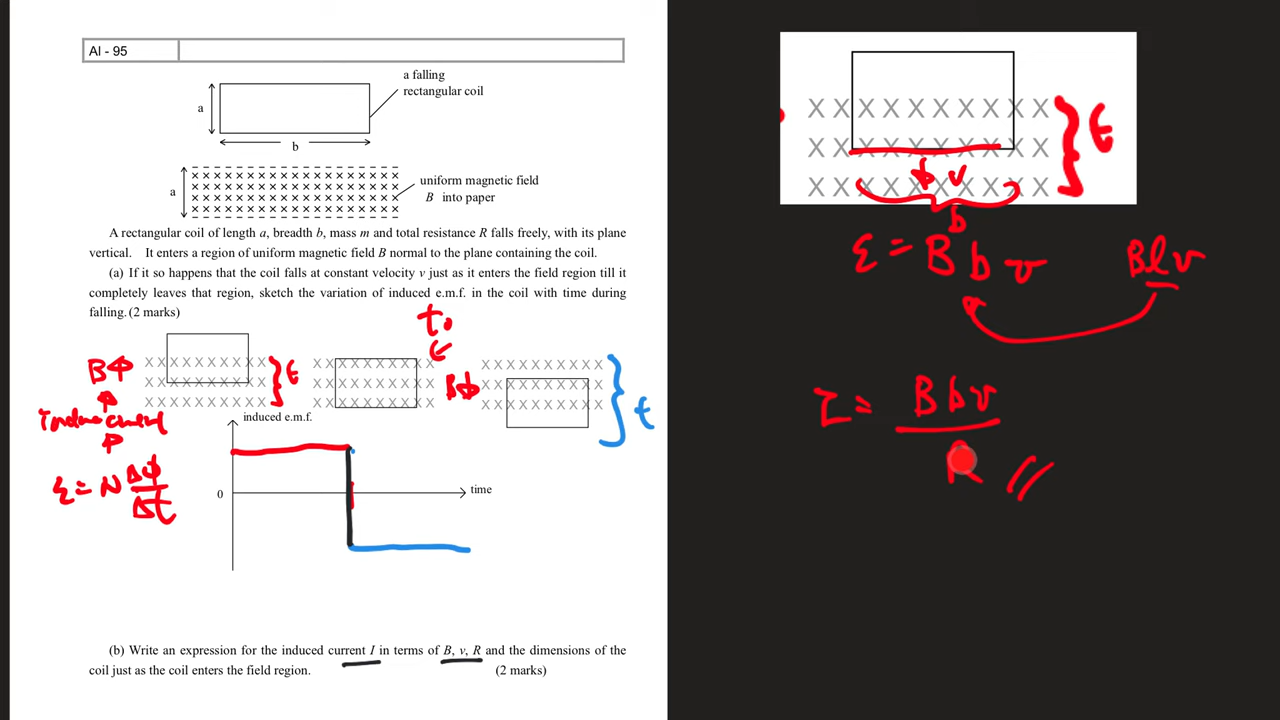 AI - 95
a falling
rectangular coil
a
b
uniform magnetic field
B into paper
a
A rectangular coil of length a, breadth b, mass m and total resistance R falls freely, with its plane
vertical. It enters a region of uniform magnetic field B normal to the plane containing the coil.
(a) If it so happens that the coil falls at constant velocity v just as it enters the field region till it
completely leaves that region, sketch the variation of induced e.m.f. in the coil with time during
falling. (2 marks)
X X X X X X X X X X
X X X X X X X X X X
X X X X X X X X X X
t
X X X X X X X X X X
X X X X X X X X X X
X X X X X X X X X X
X X X X X X X X X X
X X X X X X X X X X
X X X X X X X X X X
t
induced e.m.f.
ε = N Δφ/Δt
0
time
(b) Write an expression for the induced current I in terms of B, v, R and the dimensions of the
coil just as the coil enters the field region. (2 marks)
X X X X X X X X X X
X X X X X X X X X X
X X X X X X X X X X
t
v
b
ε = B b v
B l v
I = B b v / R //